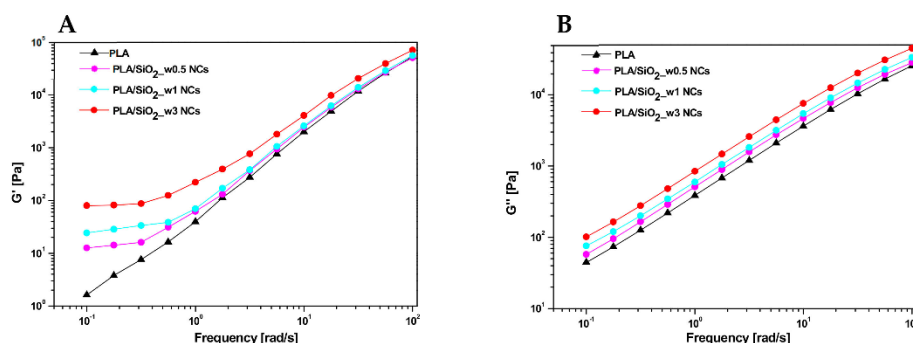 A
10⁵
10⁴
10³
10²
10¹
10⁰
G' [Pa]
PLA
PLA/SiO₂_w0.5 NCs
PLA/SiO₂_w1 NCs
PLA/SiO₂_w3 NCs
10⁻¹
10⁰
10¹
10²
Frequency [rad/s]
B
10⁴
10³
10²
10¹
G'' [Pa]
PLA
PLA/SiO₂_w0.5 NCs
PLA/SiO₂_w1 NCs
PLA/SiO₂_w3 NCs
10⁻¹
10⁰
10¹
Frequency [rad/s]